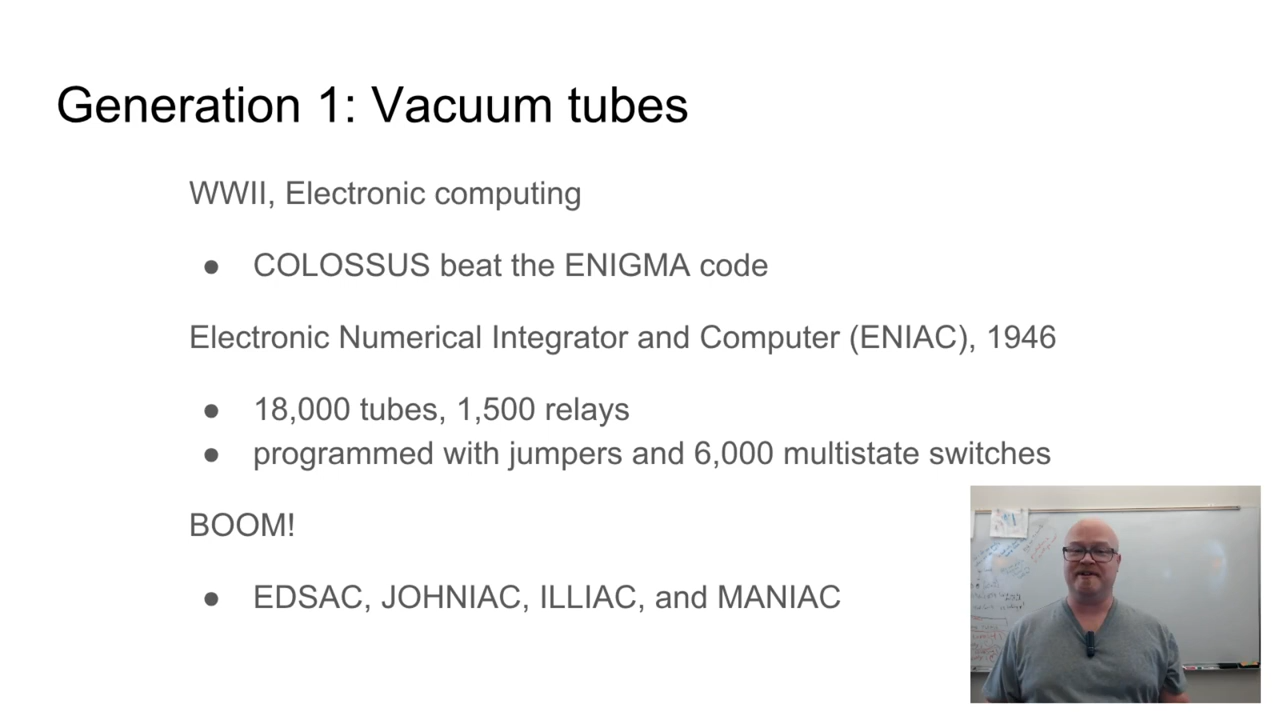 Generation 1: Vacuum tubes
WWII, Electronic computing
● COLOSSUS beat the ENIGMA code
Electronic Numerical Integrator and Computer (ENIAC), 1946
● 18,000 tubes, 1,500 relays
● programmed with jumpers and 6,000 multistate switches
BOOM!
● EDSAC, JOHNIAC, ILLIAC, and MANIAC